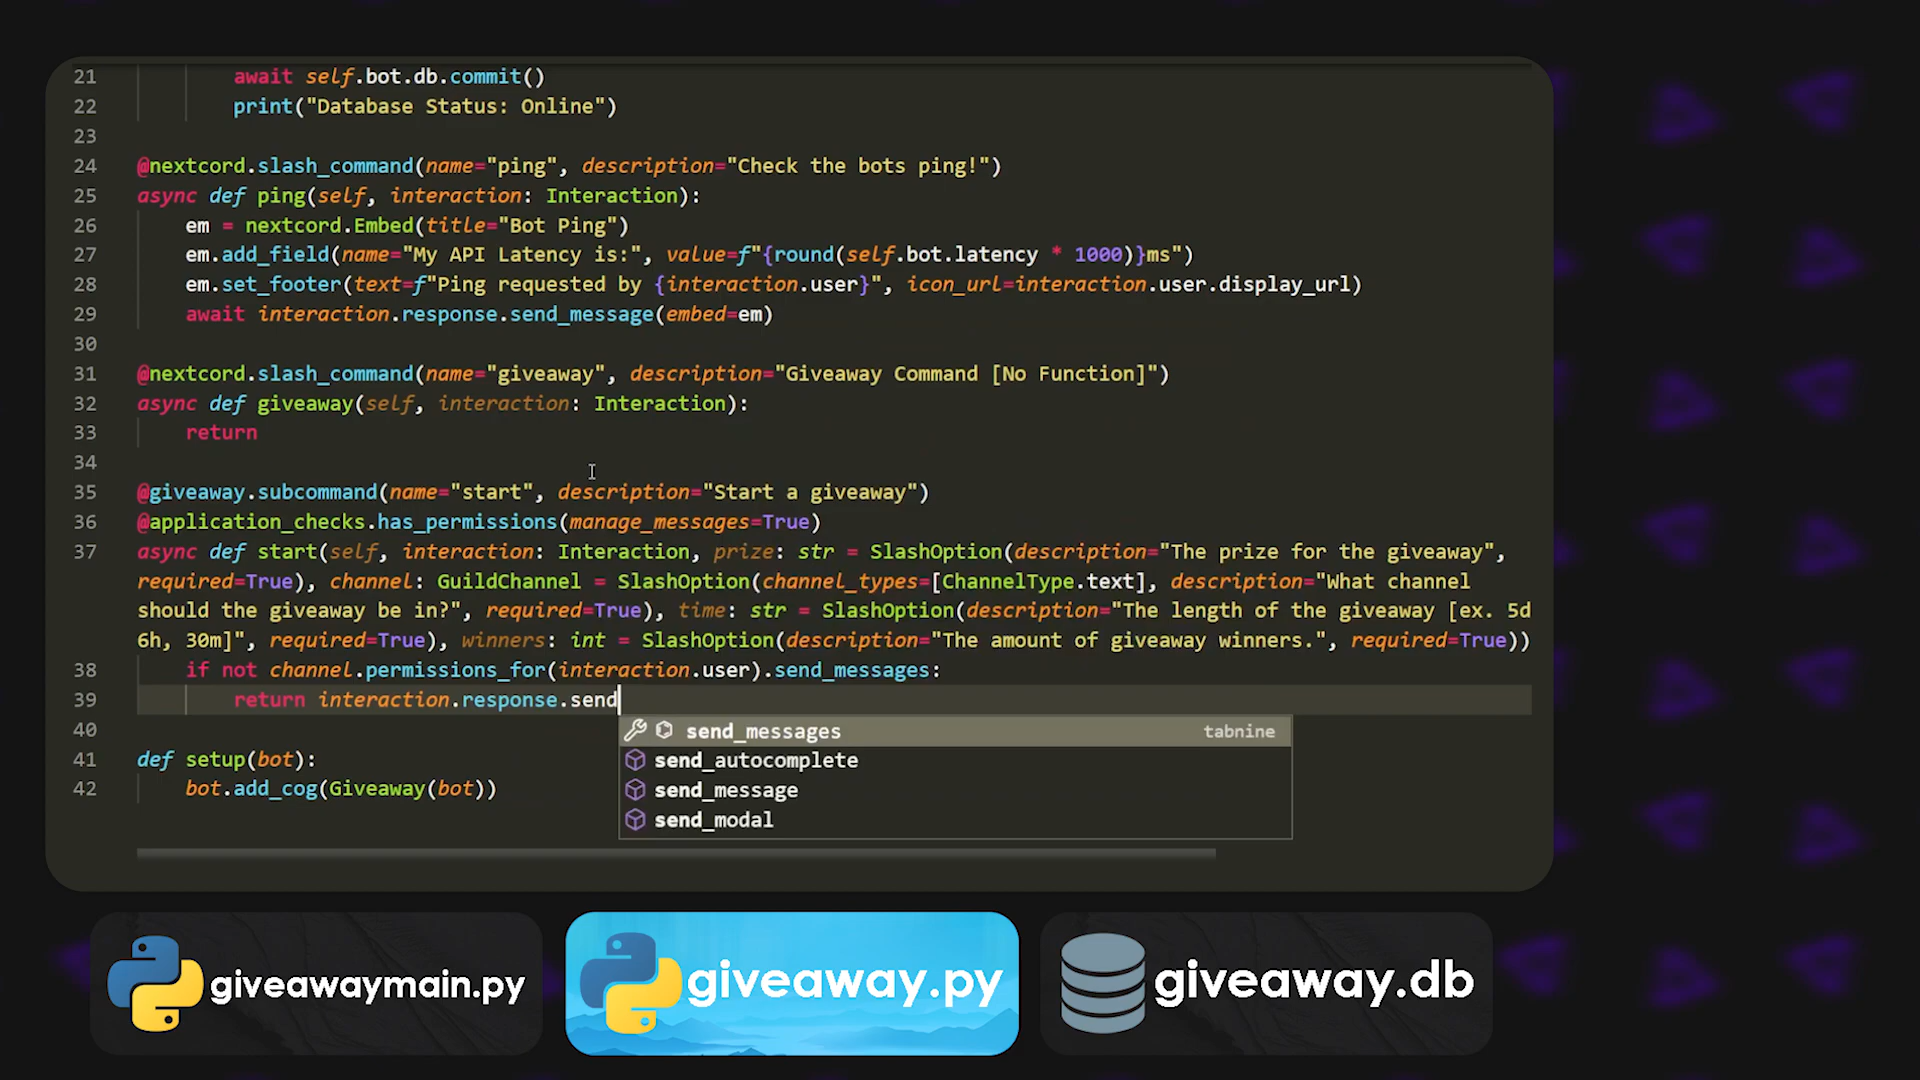 21 await self.bot.db.commit()
22 print("Database Status: Online")
23
24 @nextcord.slash_command(name="ping", description="Check the bots ping!")
25 async def ping(self, interaction: Interaction):
26 em = nextcord.Embed(title="Bot Ping")
27 em.add_field(name="My API Latency is:", value=f"{round(self.bot.latency * 1000)}ms")
28 em.set_footer(text=f"Ping requested by {interaction.user}", icon_url=interaction.user.display_url)
29 await interaction.response.send_message(embed=em)
30
31 @nextcord.slash_command(name="giveaway", description="Giveaway Command [No Function]")
32 async def giveaway(self, interaction: Interaction):
33 return
34
35 @giveaway.subcommand(name="start", description="Start a giveaway")
36 @application_checks.has_permissions(manage_messages=True)
37 async def start(self, interaction: Interaction, prize: str = SlashOption(description="The prize for the giveaway",
required=True), channel: GuildChannel = SlashOption(channel_types=[ChannelType.text], description="What channel
should the giveaway be in?", required=True), time: str = SlashOption(description="The length of the giveaway [ex. 5d
6h, 30m]", required=True), winners: int = SlashOption(description="The amount of giveaway winners.", required=True))
38 if not channel.permissions_for(interaction.user).send_messages:
39 return interaction.response.send
40 send_messages tabnine
send_autocomplete
41 def setup(bot):
send_message
42 bot.add_cog(Giveaway(bot))
send_modal
giveawaymain.py
giveaway.py
giveaway.db